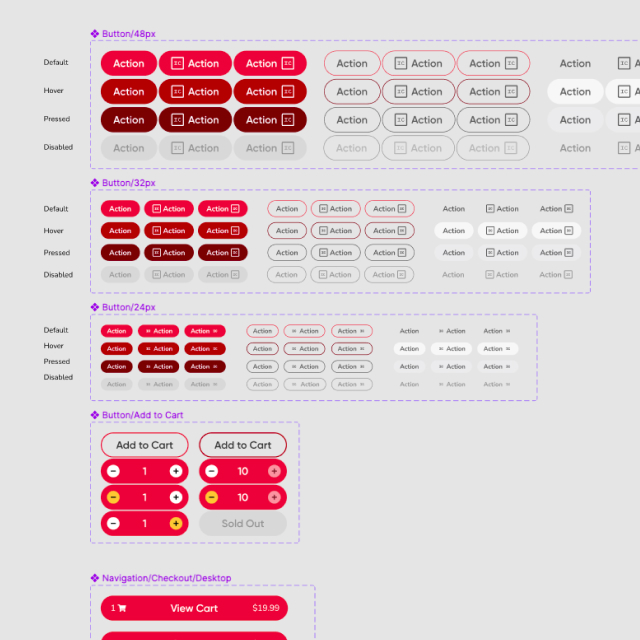 Button/48px
Default Action Action Action Action Action Action Action A
Hover Action Action Action Action Action Action Action A
Pressed Action Action Action Action Action Action Action A
Disabled Action Action Action Action Action Action Action A
Button/32px
Default Action Action Action Action Action Action Action Action Action
Hover Action Action Action Action Action Action Action Action Action
Pressed Action Action Action Action Action Action Action Action Action
Disabled Action Action Action Action Action Action Action Action Action
Button/24px
Default Action Action Action Action Action Action Action Action Action
Hover Action Action Action Action Action Action Action Action Action
Pressed Action Action Action Action Action Action Action Action Action
Disabled Action Action Action Action Action Action Action Action Action
Button/Add to Cart
Add to Cart Add to Cart
− 1 + − 10 +
− 1 + − 10 +
− 1 + Sold Out
Navigation/Checkout/Desktop
1 View Cart $19.99